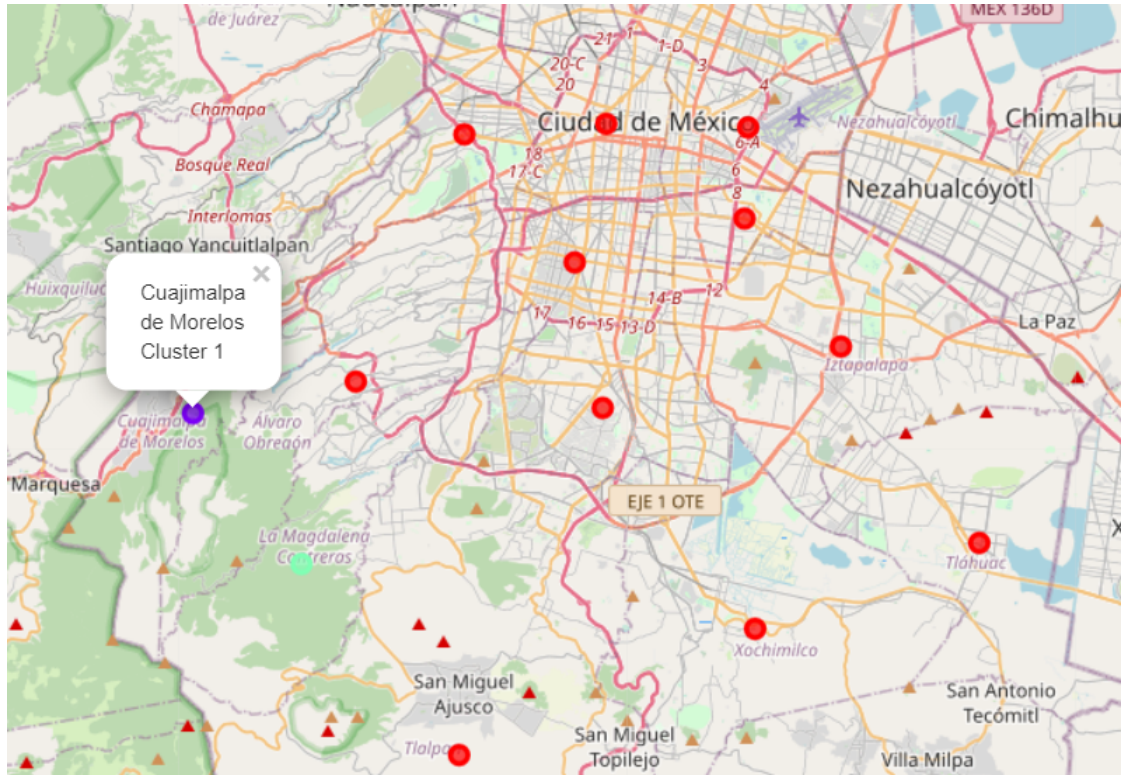 Naucalpan
de Juárez
MEX 136D
21
1
1-D
20-C
3
20
4
Chamapa
Ciudad de México
Nezahualcóyotl
Chimalhu
6-A
18
Bosque Real
17-C
6
8
Nezahualcóyotl
Interlomas
Santiago Yancuitlalpan
×
Huixquiluc
Cuajimalpa
de Morelos
Cluster 1
12
14-B
17
16
15
13-D
La Paz
Iztapalapa
Cuajimalpa
de Morelos
Álvaro
Obregón
Marquesa
EJE 1 OTE
X
La Magdalena
Contreras
Tláhuac
Xochimilco
San Miguel
Ajusco
San Antonio
Tecómitl
San Miguel
Topilejo
Tlalpa
Villa Milpa